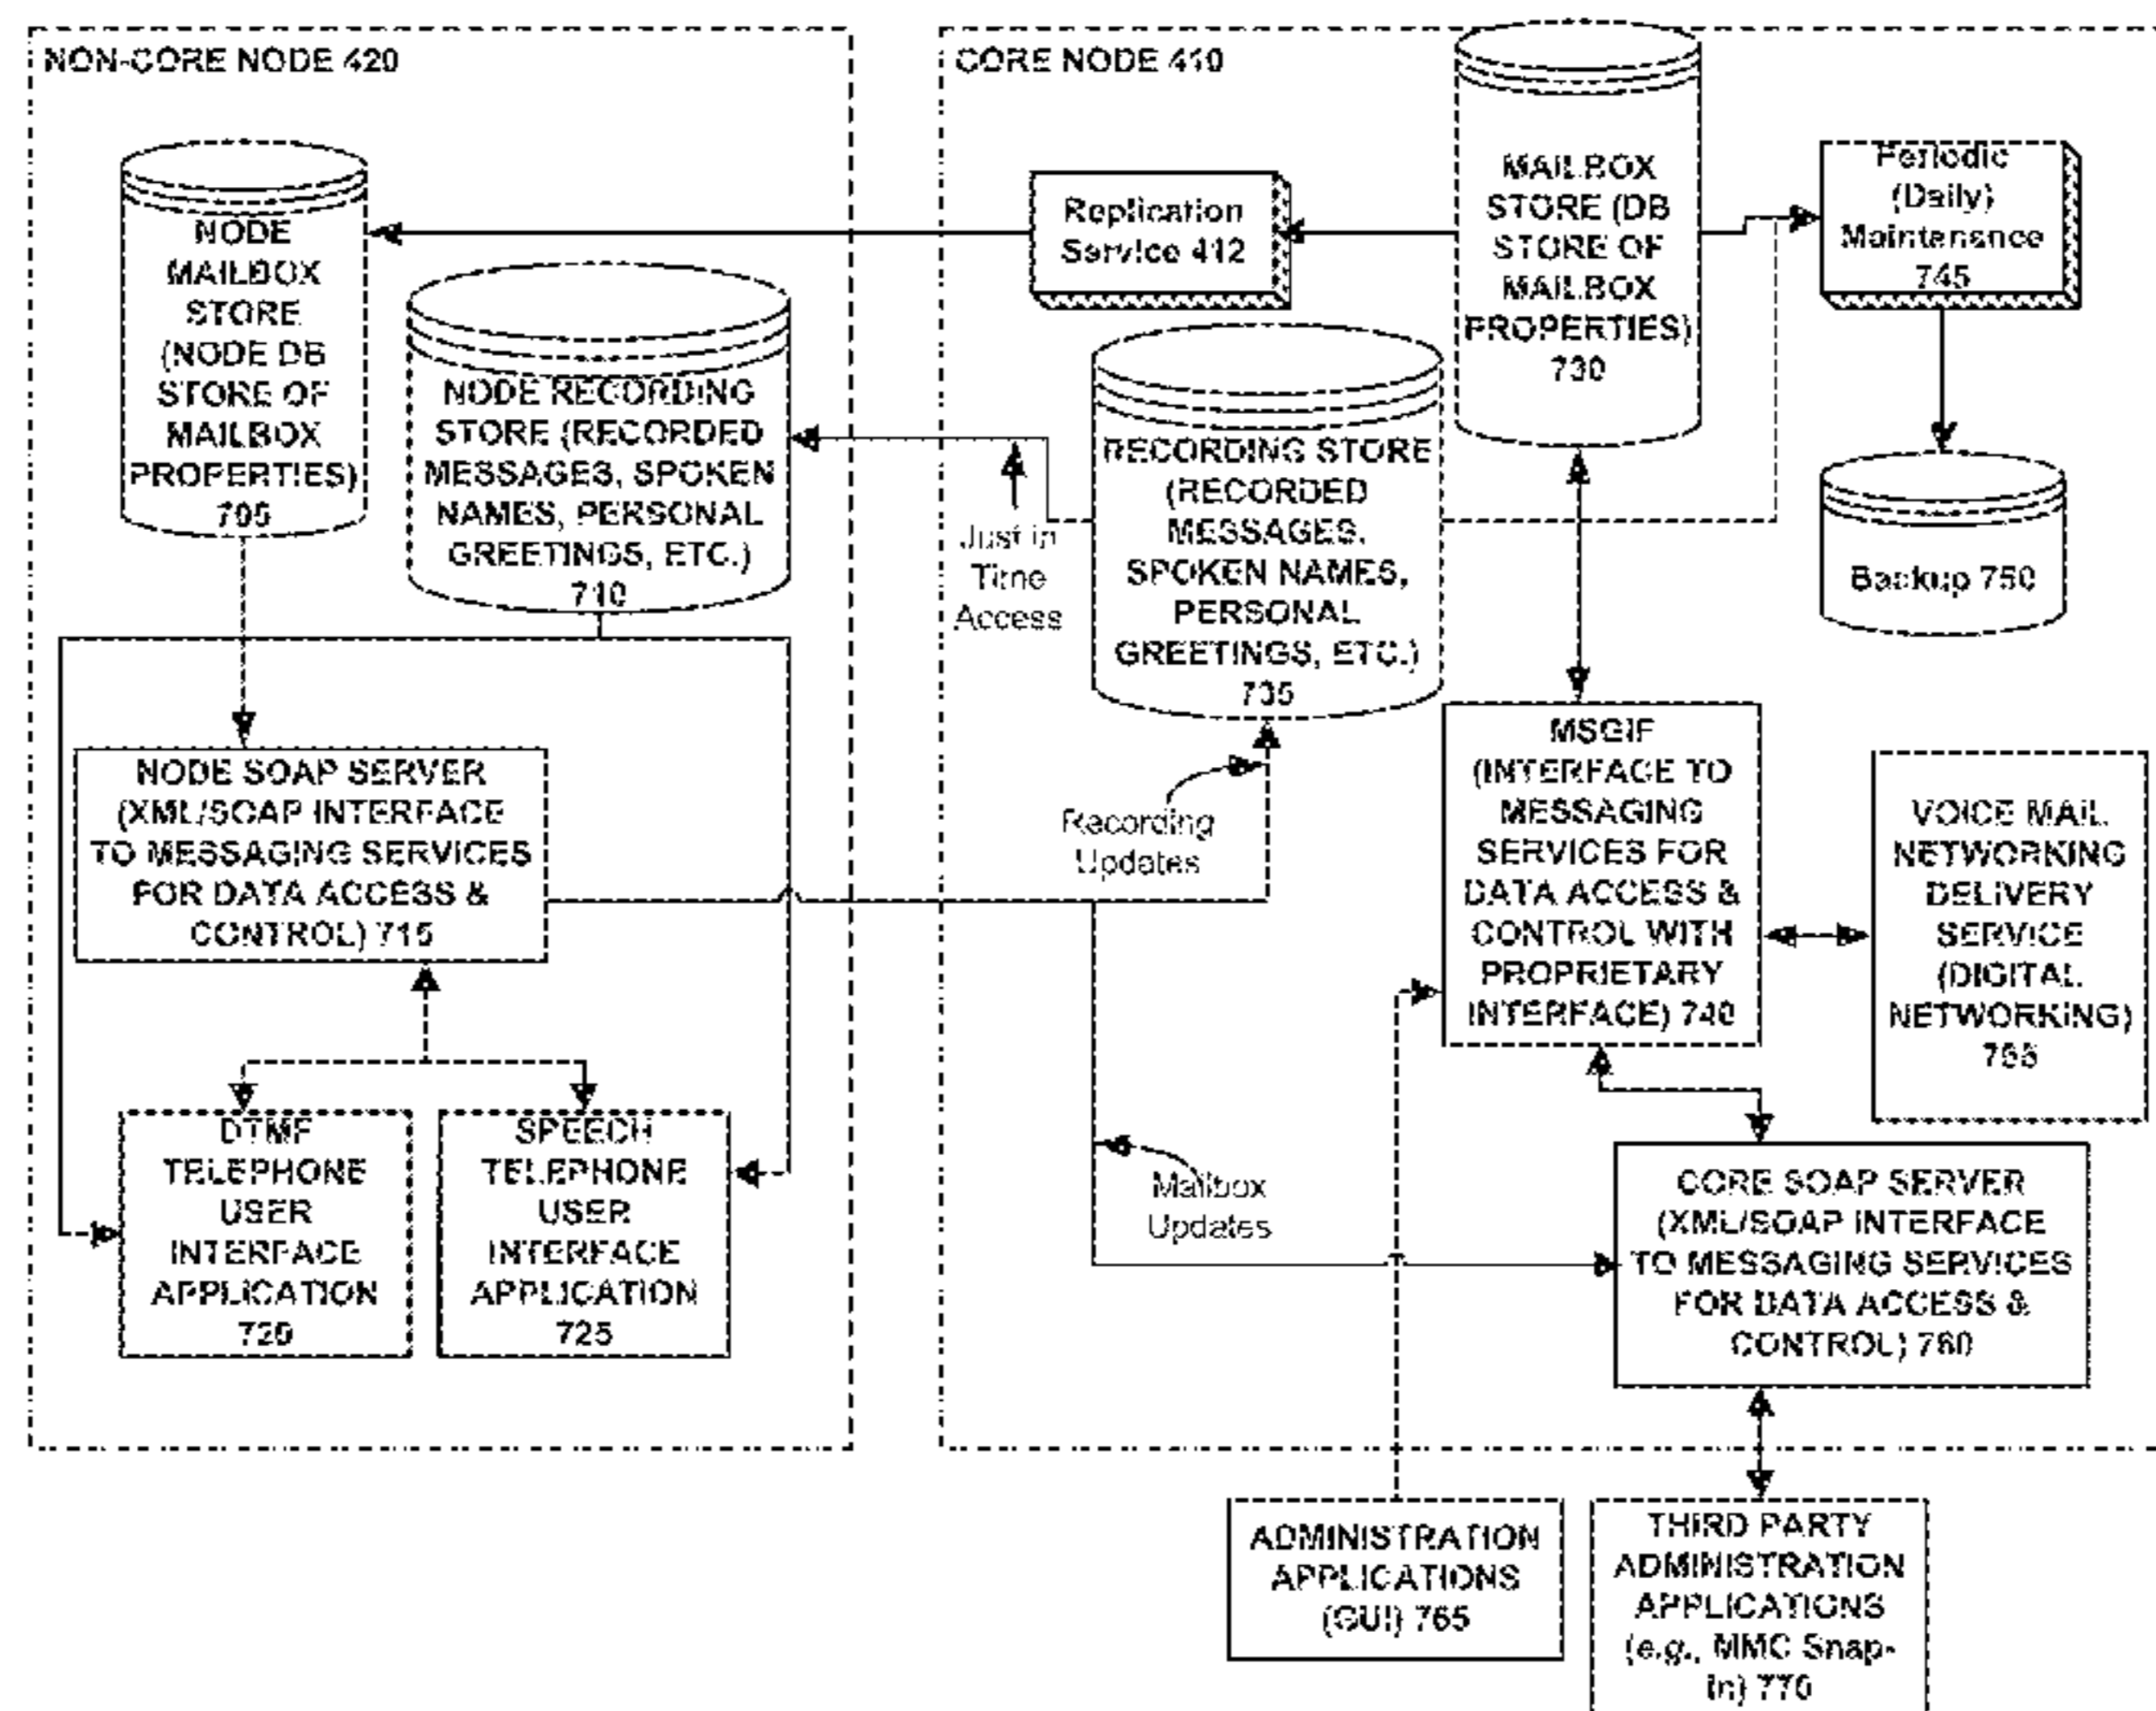 NON-CORE NODE 420
NODE
MAILBOX
STORE
(NODE DB
STORE OF
MAILBOX
PROPERTIES)
705
NODE RECORDING
STORE (RECORDED
MESSAGES, SPOKEN
NAMES, PERSONAL
GREETINGS, ETC.)
710
NODE SOAP SERVER
(XML/SOAP INTERFACE
TO MESSAGING SERVICES
FOR DATA ACCESS &
CONTROL) 715
DTMF
TELEPHONE
USER
INTERFACE
APPLICATION
720
SPEECH
TELEPHONE
USER
INTERFACE
APPLICATION
725
CORE NODE 410
Replication
Service 412
MAILBOX
STORE (DB
STORE OF
MAILBOX
PROPERTIES)
730
Periodic
(Daily)
Maintenance
745
Backup 750
Just in
Time
Access
RECORDING STORE
(RECORDED
MESSAGES,
SPOKEN NAMES,
PERSONAL
GREETINGS, ETC.)
735
Recording
Updates
MSGIF
(INTERFACE TO
MESSAGING
SERVICES FOR
DATA ACCESS &
CONTROL WITH
PROPRIETARY
INTERFACE) 740
VOICE MAIL
NETWORKING
DELIVERY
SERVICE
(DIGITAL
NETWORKING)
Mailbox
Updates
CORE SOAP SERVER
(XML/SOAP INTERFACE
TO MESSAGING SERVICES
FOR DATA ACCESS &
CONTROL) 760
ADMINISTRATION
APPLICATIONS
(GUI) 765
THIRD PARTY
ADMINISTRATION
APPLICATIONS
(e.g., MMC Snap-
in) 770